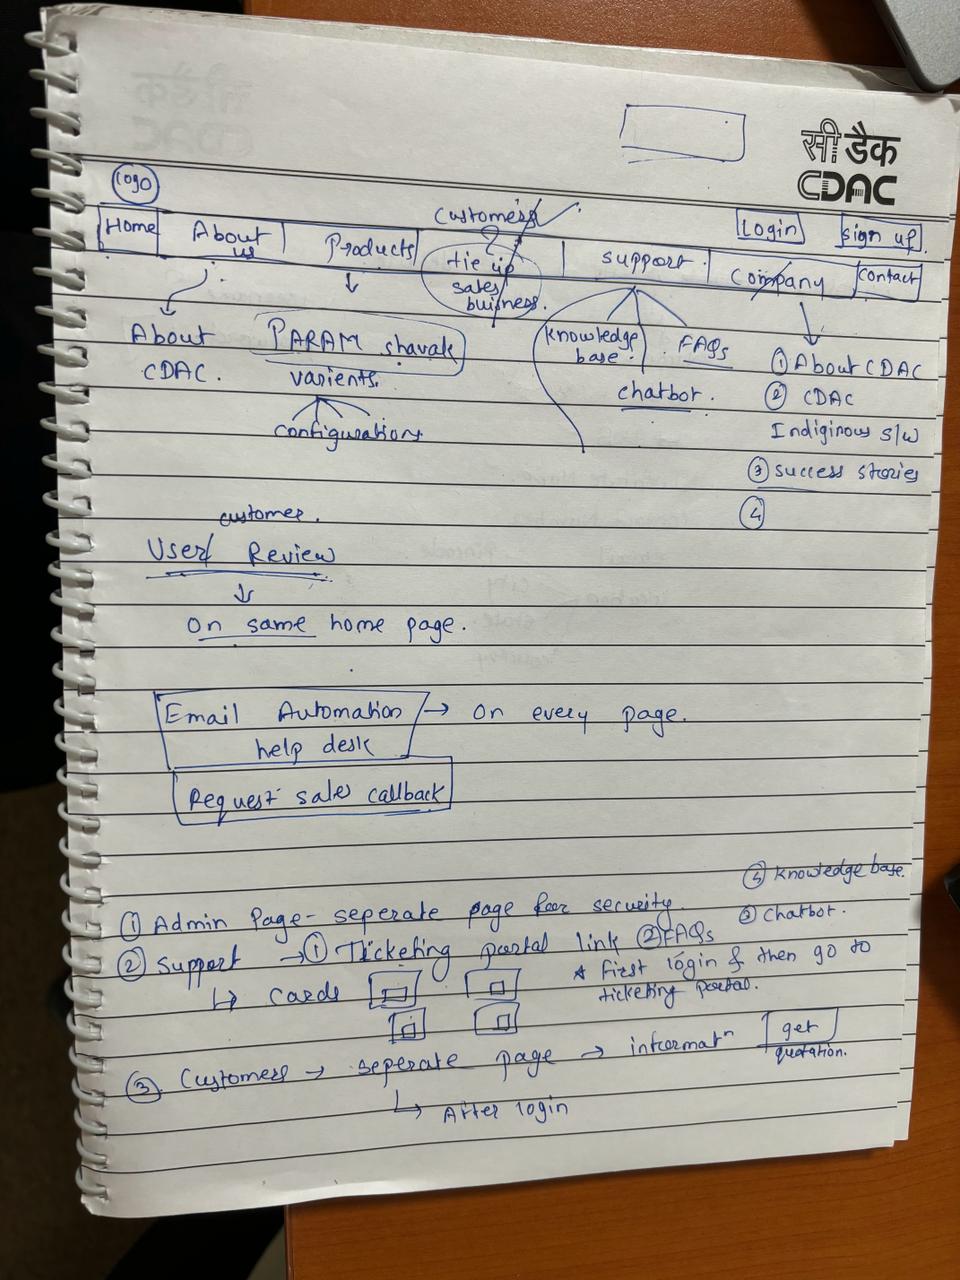 सी डैक
CDAC
logo
Customers
Login
sign up.
Home
About us
Products
tie up
sales/
buisness.
support.
Company
contact
About
CDAC.
PARAM shavak
varients.
configurations.
knowledge
base.
chatbot.
FAQs
① About CDAC
② CDAC
Indiginous s/w
③ success stories
④
customer.
User/ Review
↓
On same home page.
Email Automation → on every page.
help desk
Request sales callback
④ Knowledge base.
① Admin Page - seperate page for security.
③ Chatbot.
② Support → ① Ticketing portal link ② FAQs
↳ cards
* first login & then go to
ticketing portal.
③ Customers → seperate page → informatⁿ get
quotation.
↳ After login